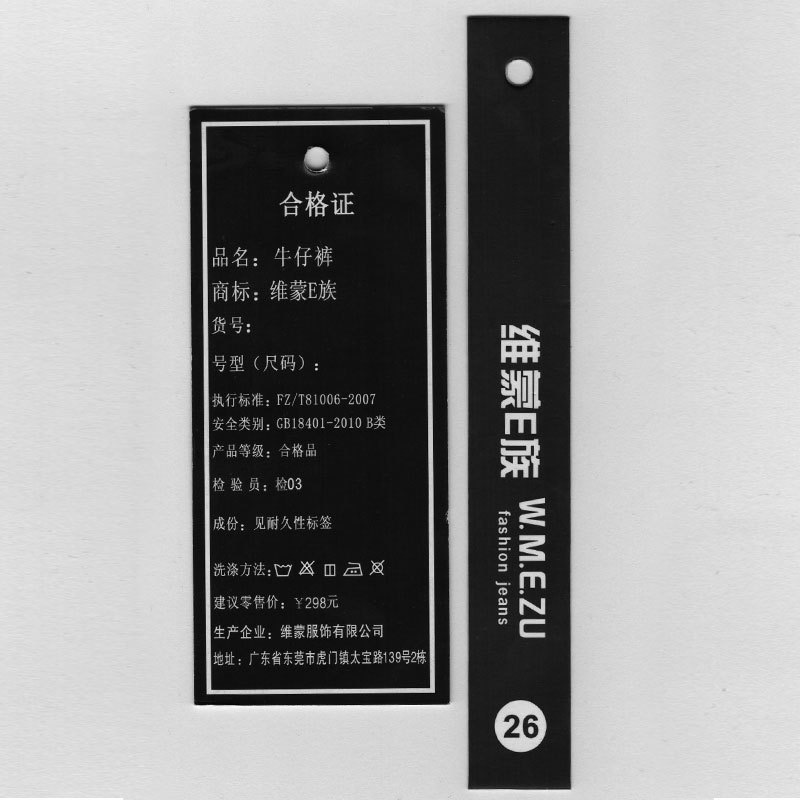 合格证
品名：牛仔裤
商标：维蒙E族
货号：
号型（尺码）：
执行标准：FZ/T81006-2007
安全类别：GB18401-2010 B类
产品等级：合格品
检 验 员：检03
成份：见耐久性标签
洗涤方法：
建议零售价：￥298元
生产企业：维蒙服饰有限公司
地址：广东省东莞市虎门镇太宝路139号2栋
维蒙E族 W.M.E.ZU
fashion jeans
26